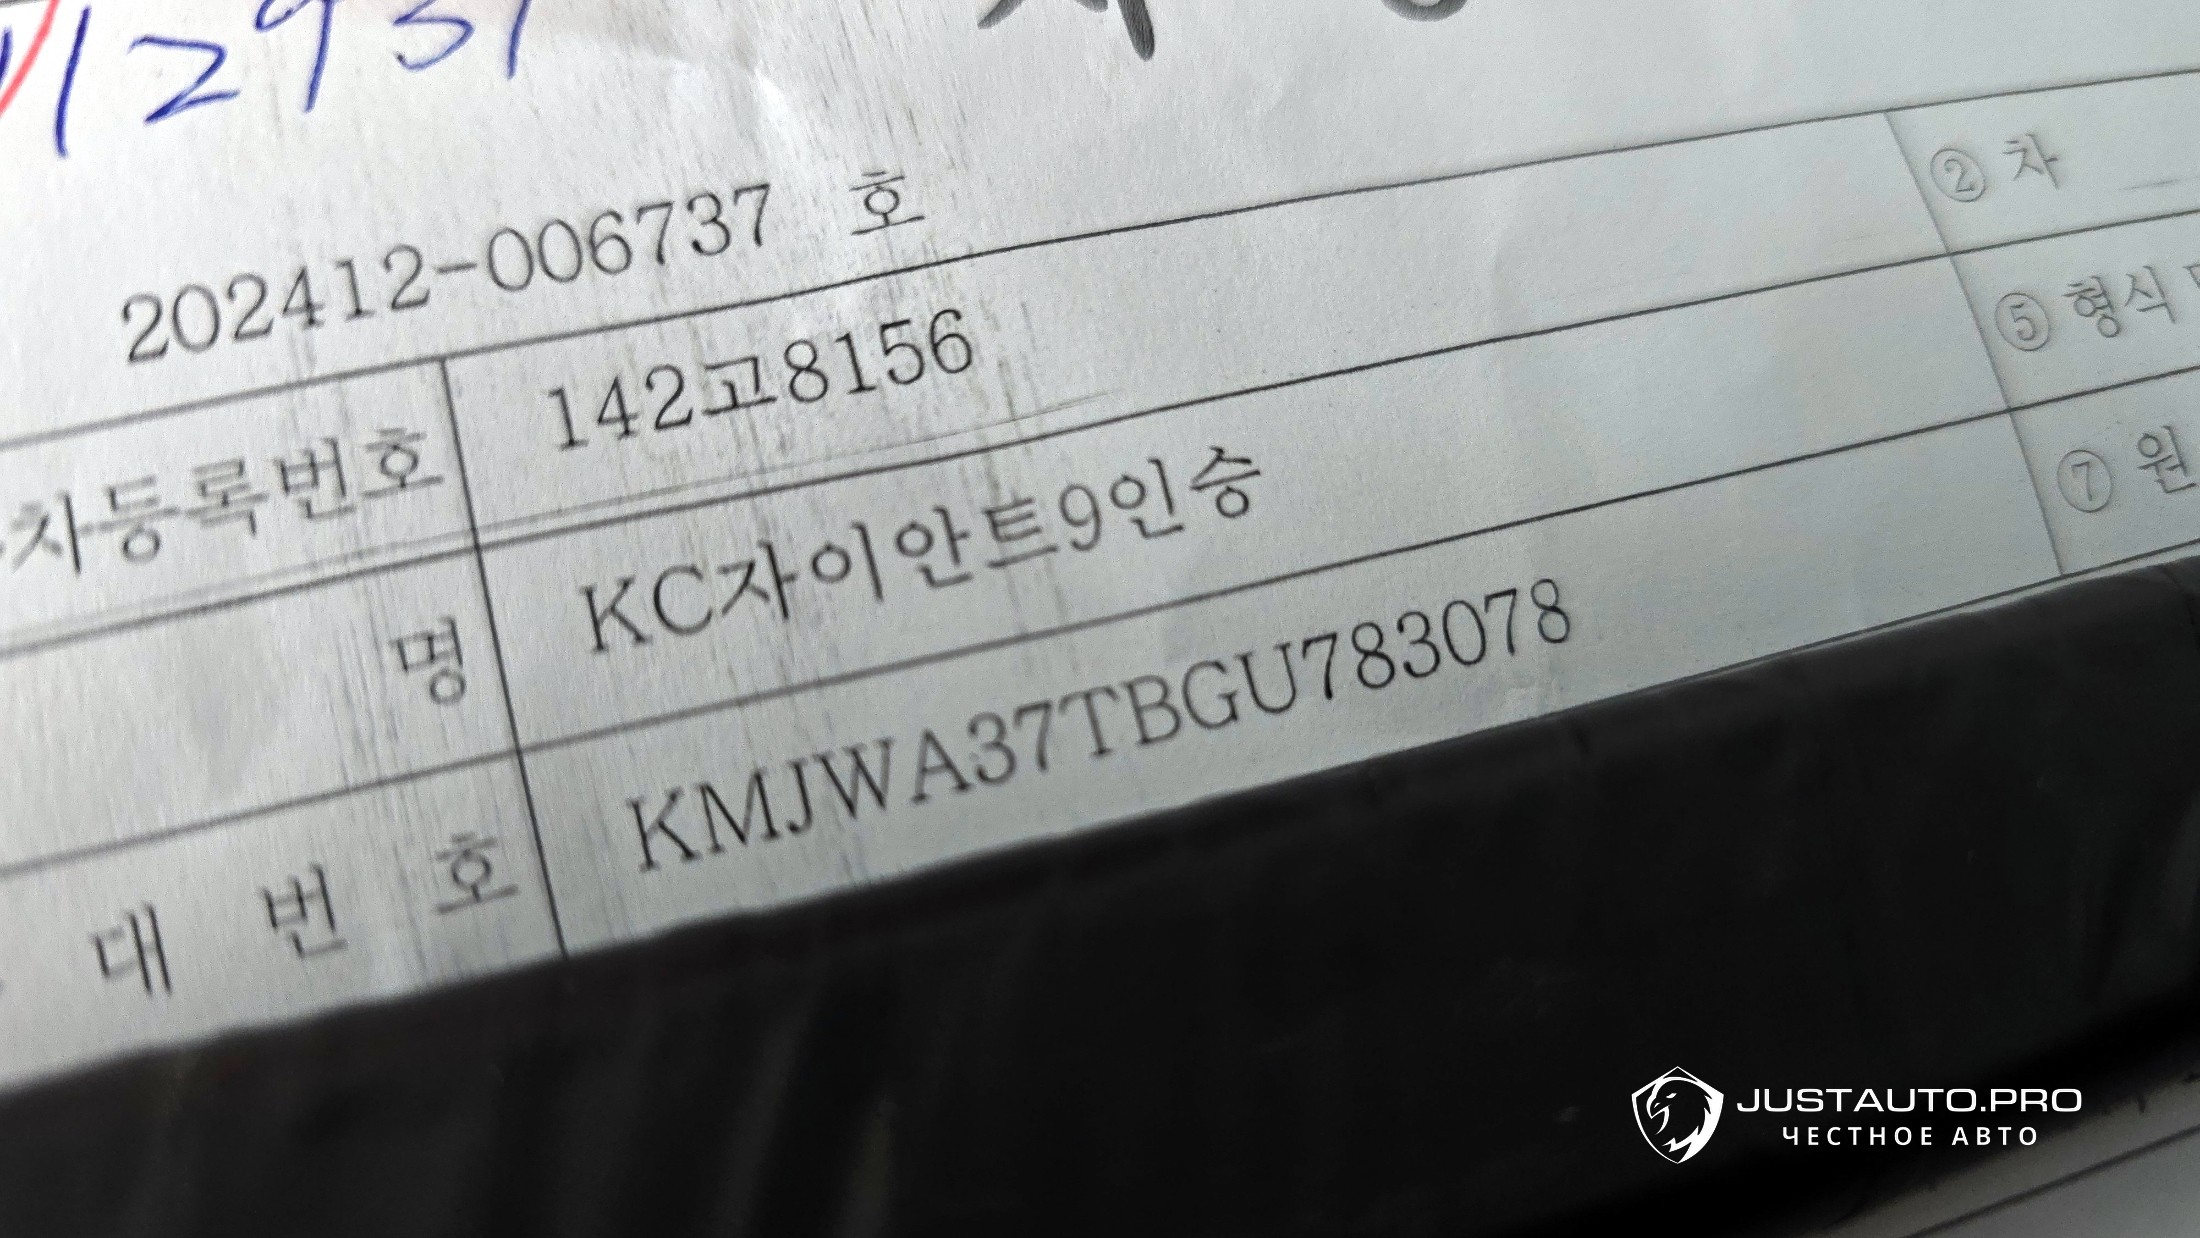 202412-006737 호
차등록번호 142고8156 ② 차
명 KC자이안트9인승 ⑤ 형식
대 번 호 KMJWA37TBGU783078 ⑦ 원
JUSTAUTO.PRO
ЧЕСТНОЕ АВТО